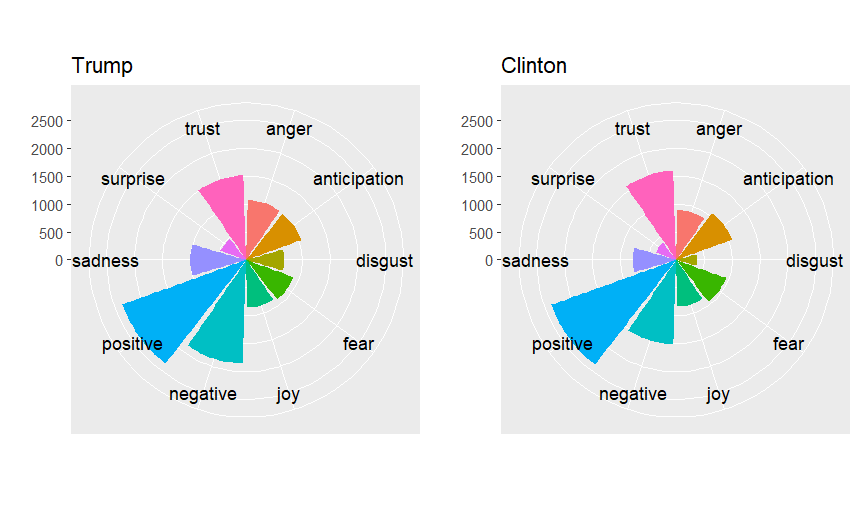 Trump
2500
2000
1500
1000
500
0
trust
anger
surprise
anticipation
sadness
disgust
positive
fear
negative
joy
Clinton
2500
2000
1500
1000
500
0
trust
anger
surprise
anticipation
sadness
disgust
positive
fear
negative
joy